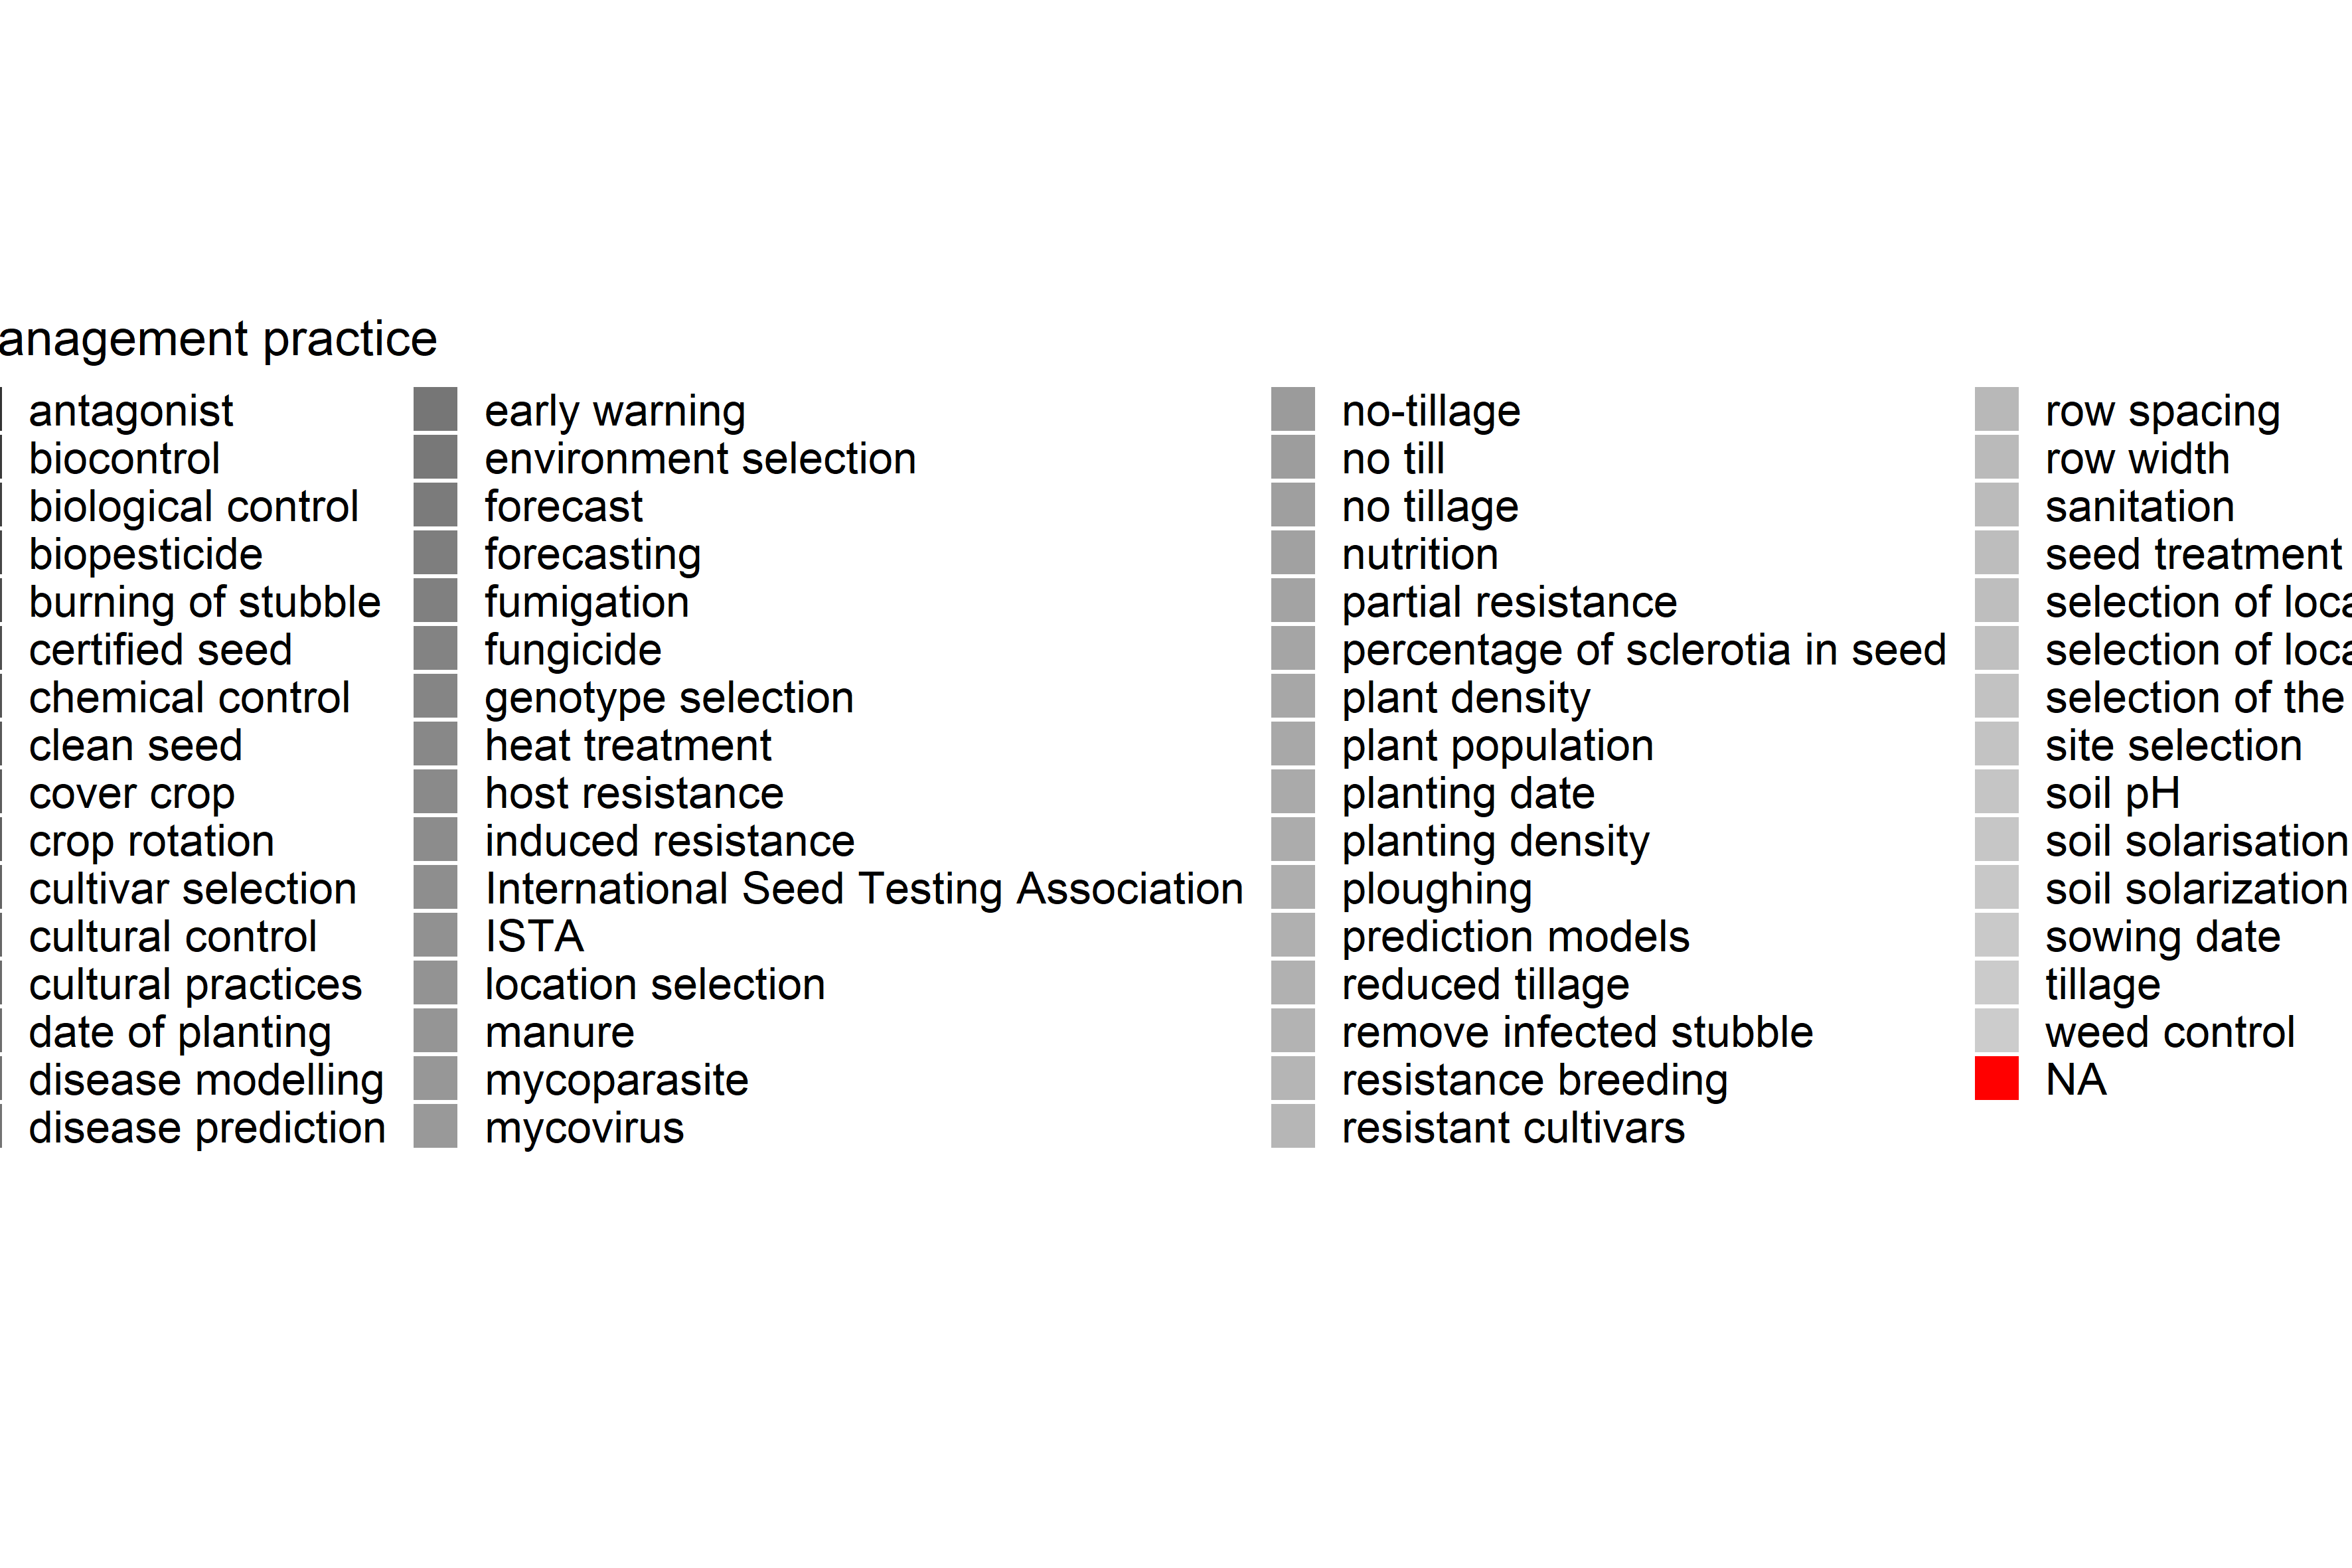 anagement practice
antagonist
biocontrol
biological control
biopesticide
burning of stubble
certified seed
chemical control
clean seed
cover crop
crop rotation
cultivar selection
cultural control
cultural practices
date of planting
disease modelling
disease prediction
early warning
environment selection
forecast
forecasting
fumigation
fungicide
genotype selection
heat treatment
host resistance
induced resistance
International Seed Testing Association
ISTA
location selection
manure
mycoparasite
mycovirus
no-tillage
no till
no tillage
nutrition
partial resistance
percentage of sclerotia in seed
plant density
plant population
planting date
planting density
ploughing
prediction models
reduced tillage
remove infected stubble
resistance breeding
resistant cultivars
row spacing
row width
sanitation
seed treatment
selection of loca
selection of loca
selection of the
site selection
soil pH
soil solarisation
soil solarization
sowing date
tillage
weed control
NA